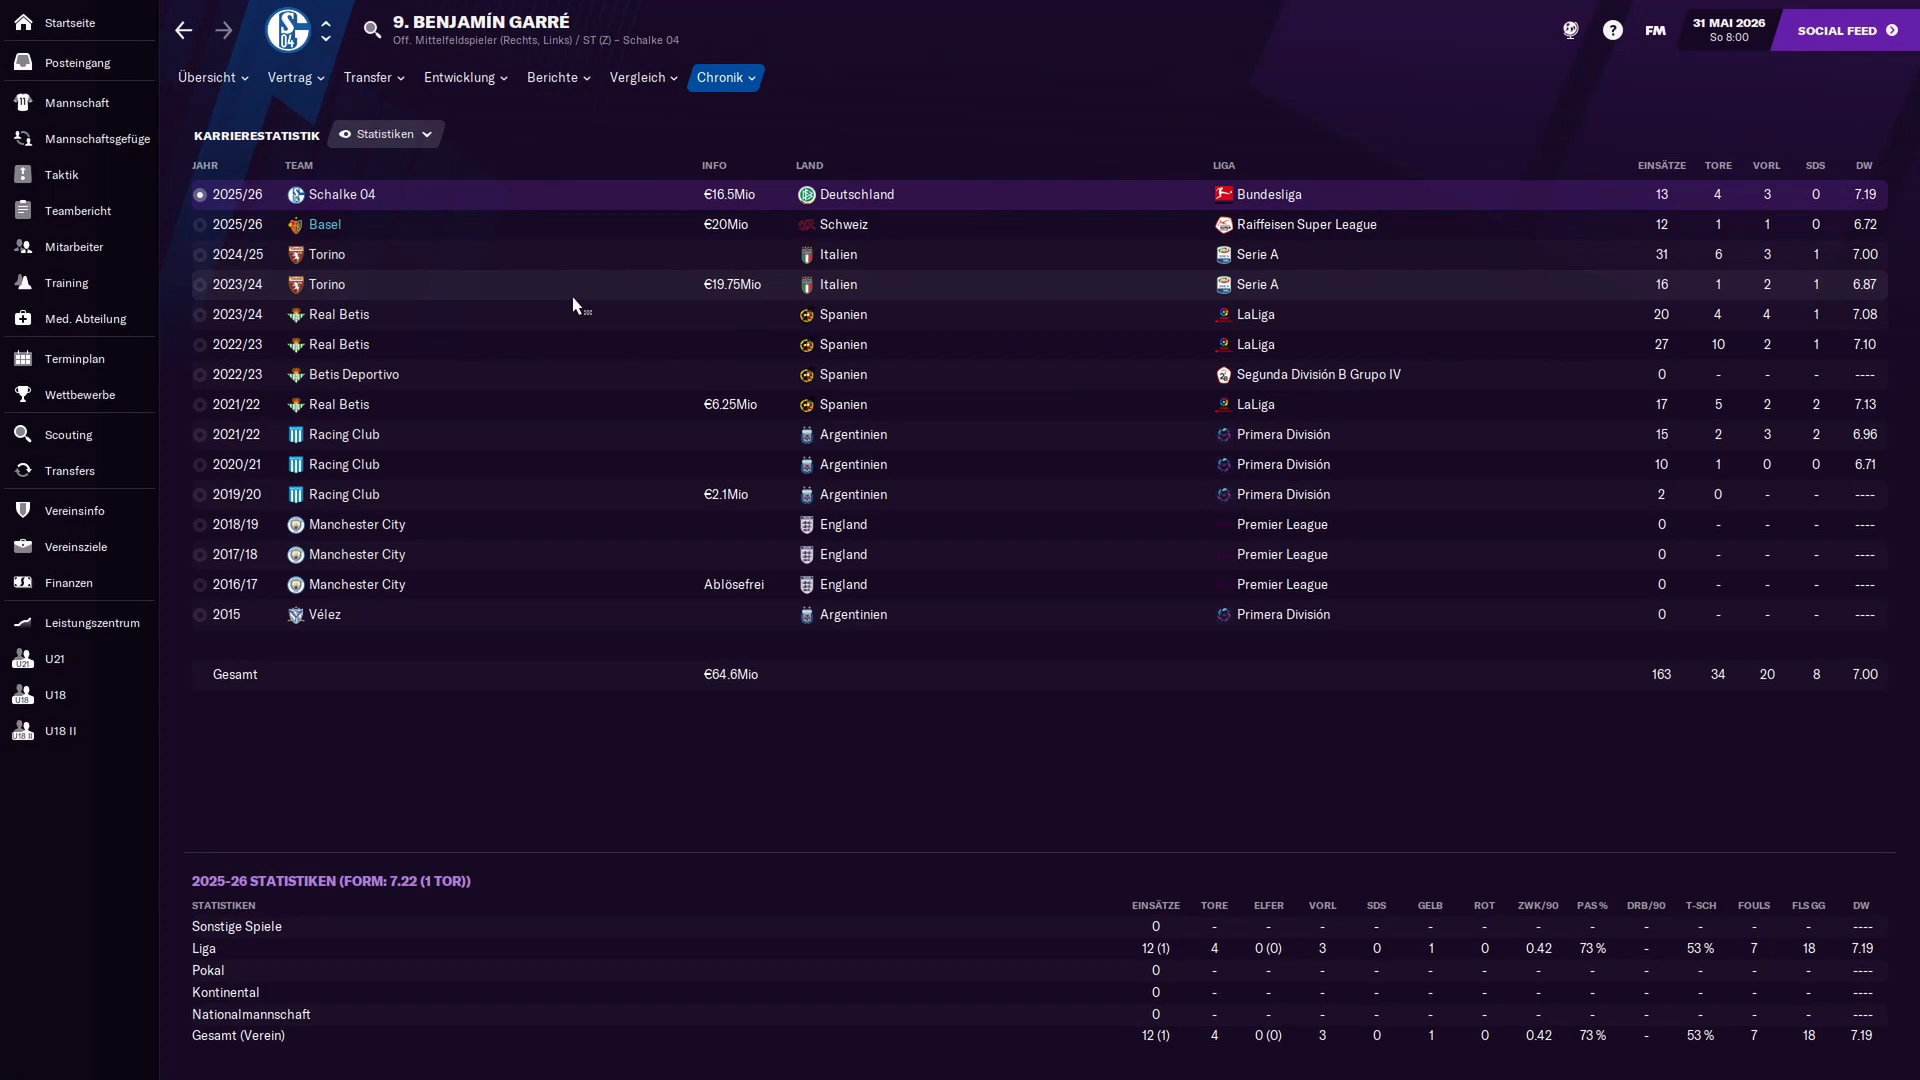 Startseite
Posteingang
Mannschaft
Mannschaftsgefüge
Taktik
Teambericht
Mitarbeiter
Training
Med. Abteilung
Terminplan
Wettbewerbe
Scouting
Transfers
Vereinsinfo
Vereinsziele
Finanzen
Leistungszentrum
U21 U21
U18 U18
U18 II U18 II
9. BENJAMÍN GARRÉ
Off. Mittelfeldspieler (Rechts, Links) / ST (Z) – Schalke 04
FM
31 MAI 2026
So 8:00
SOCIAL FEED
Übersicht Vertrag Transfer Entwicklung Berichte Vergleich Chronik
KARRIERESTATISTIK Statistiken
JAHR TEAM INFO LAND LIGA EINSÄTZE TORE VORL SDS DW
2025/26 Schalke 04 €16.5Mio Deutschland Bundesliga 13 4 3 0 7.19
2025/26 Basel €20Mio Schweiz Raiffeisen Super League 12 1 1 0 6.72
2024/25 Torino Italien Serie A 31 6 3 1 7.00
2023/24 Torino €19.75Mio Italien Serie A 16 1 2 1 6.87
2023/24 Real Betis Spanien LaLiga 20 4 4 1 7.08
2022/23 Real Betis Spanien LaLiga 27 10 2 1 7.10
2022/23 Betis Deportivo Spanien Segunda División B Grupo IV 0 - - - ----
2021/22 Real Betis €6.25Mio Spanien LaLiga 17 5 2 2 7.13
2021/22 Racing Club Argentinien Primera División 15 2 3 2 6.96
2020/21 Racing Club Argentinien Primera División 10 1 0 0 6.71
2019/20 Racing Club €2.1Mio Argentinien Primera División 2 0 - - ----
2018/19 Manchester City England Premier League 0 - - - ----
2017/18 Manchester City England Premier League 0 - - - ----
2016/17 Manchester City Ablösefrei England Premier League 0 - - - ----
2015 Vélez Argentinien Primera División 0 - - - ----
Gesamt €64.6Mio 163 34 20 8 7.00
2025-26 STATISTIKEN (FORM: 7.22 (1 TOR))
STATISTIKEN EINSÄTZE TORE ELFER VORL SDS GELB ROT ZWK/90 PAS % DRB/90 T-SCH FOULS FLS GG DW
Sonstige Spiele 0 - - - - - - - - - - - - ----
Liga 12 (1) 4 0 (0) 3 0 1 0 0.42 73 % - 53 % 7 18 7.19
Pokal 0 - - - - - - - - - - - - ----
Kontinental 0 - - - - - - - - - - - - ----
Nationalmannschaft 0 - - - - - - - - - - - - ----
Gesamt (Verein) 12 (1) 4 0 (0) 3 0 1 0 0.42 73 % - 53 % 7 18 7.19